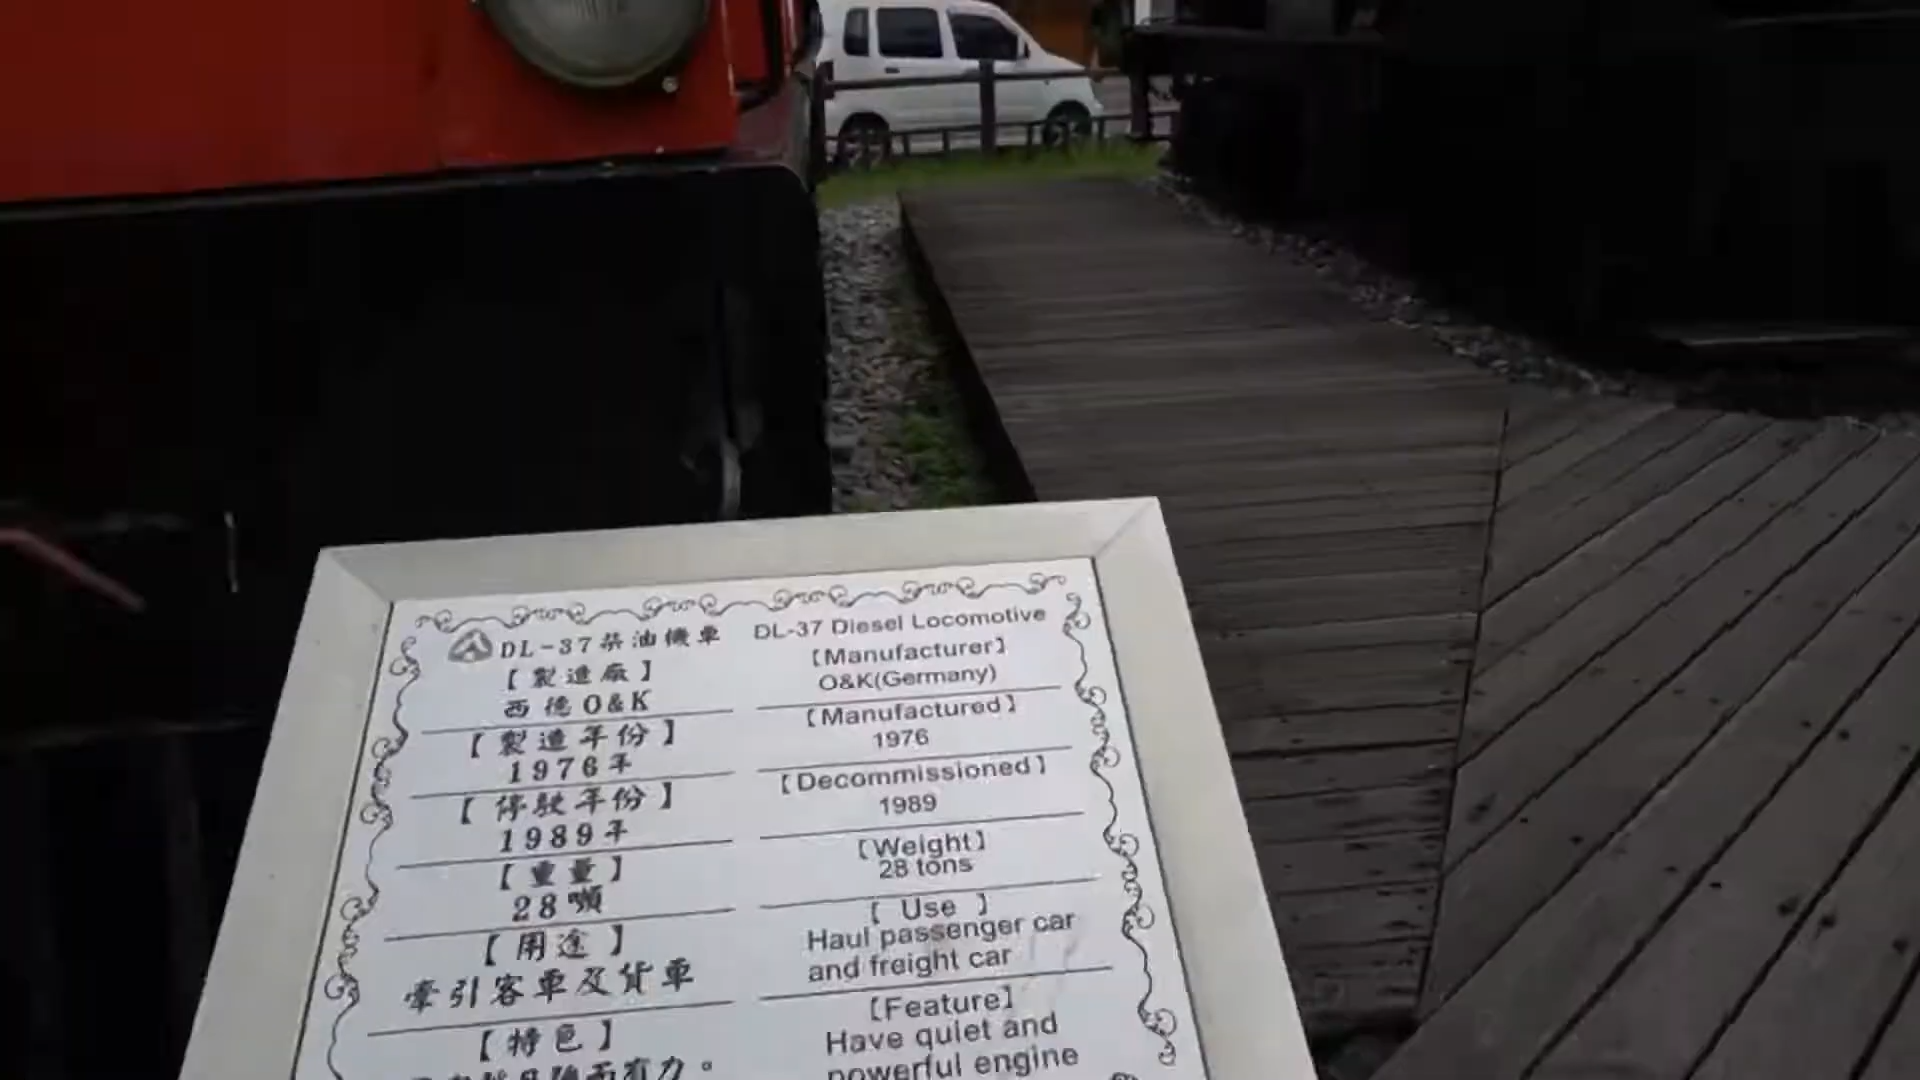 DL-37柴油機車
【製造廠】
西德O&K
【製造年份】
1976年
【停駛年份】
1989年
【重量】
28噸
【用途】
牽引客車及貨車
【特色】
DL-37 Diesel Locomotive
【Manufacturer】
O&K(Germany)
【Manufactured】
1976
【Decommissioned】
1989
【Weight】
28 tons
【 Use 】
Haul passenger car
and freight car
【Feature】
Have quiet and
powerful engine